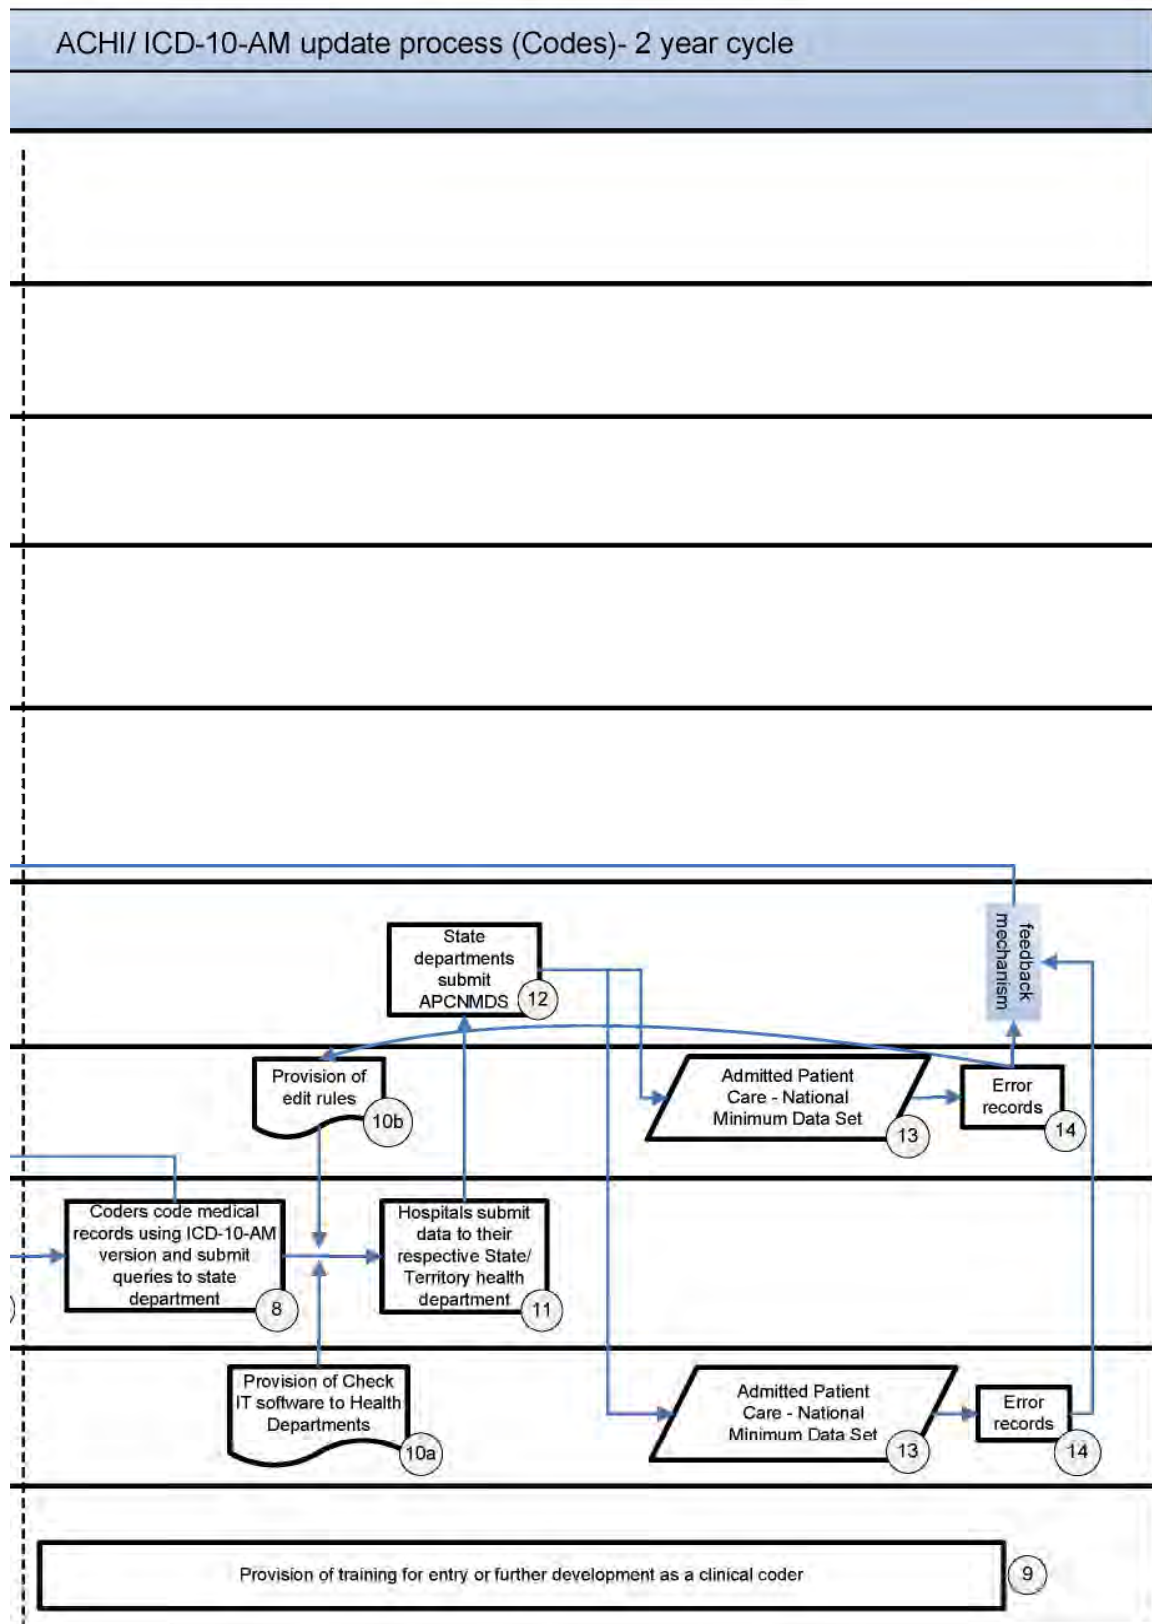 ACHI/ ICD-10-AM update process (Codes)- 2 year cycle
feedback
mechanism
State
departments
submit
APCNMDS
12
Provision of
edit rules
10b
Admitted Patient
Care - National
Minimum Data Set
13
Error
records
14
Coders code medical
records using ICD-10-AM
version and submit
queries to state
department
8
Hospitals submit
data to their
respective State/
Territory health
department
11
Provision of Check
IT software to Health
Departments
10a
Admitted Patient
Care - National
Minimum Data Set
13
Error
records
14
Provision of training for entry or further development as a clinical coder
9